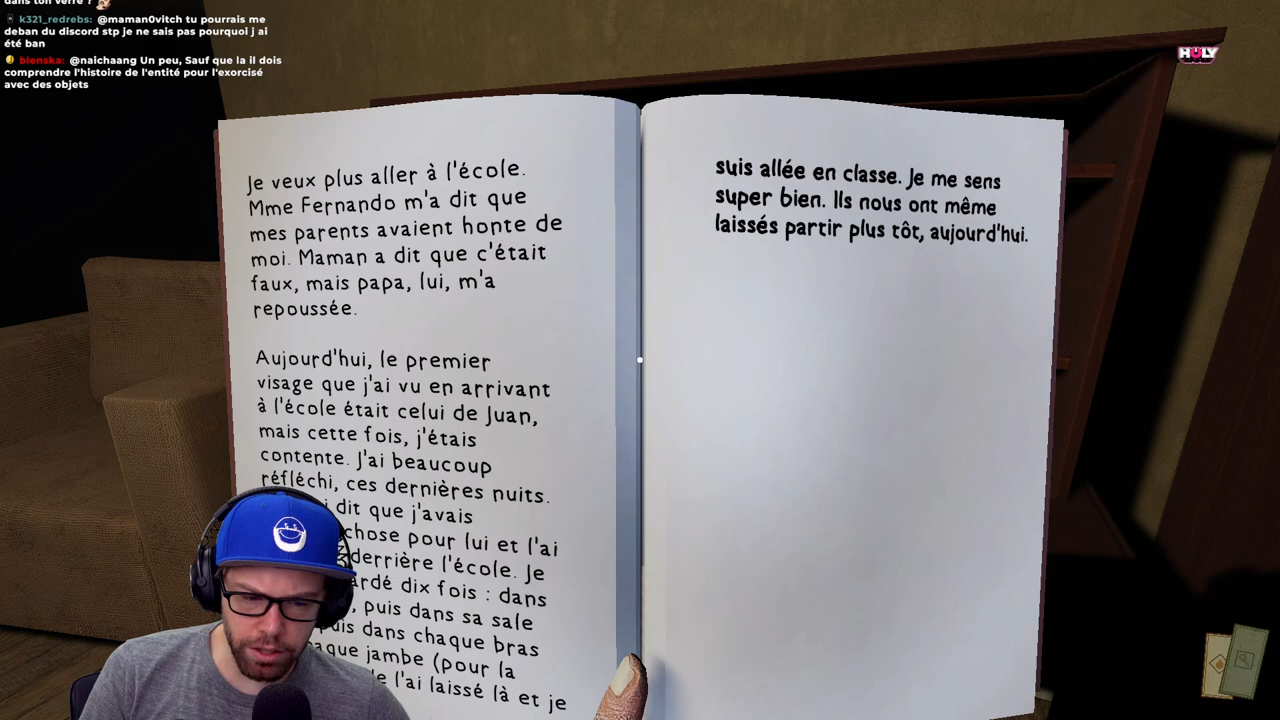 dans ton verre ?
k321_redrebs: @maman0vitch tu pourrais me
deban du discord stp je ne sais pas pourquoi j ai
été ban
blenska: @naichaang Un peu, Sauf que la il dois
comprendre l'histoire de l'entité pour l'exorcisé
avec des objets
HOLY
Je veux plus aller à l'école.
Mme Fernando m'a dit que
mes parents avaient honte de
moi. Maman a dit que c'était
faux, mais papa, lui, m'a
repoussée.
Aujourd'hui, le premier
visage que j'ai vu en arrivant
à l'école était celui de Juan,
mais cette fois, j'étais
contente. J'ai beaucoup
réfléchi, ces dernières nuits.
dit que j'avais
chose pour lui et l'ai
derrière l'école. Je
dix fois : dans
, puis dans sa sale
puis dans chaque bras
jambe (pour la
l'ai laissé là et je
suis allée en classe. Je me sens
super bien. Ils nous ont même
laissés partir plus tôt, aujourd'hui.